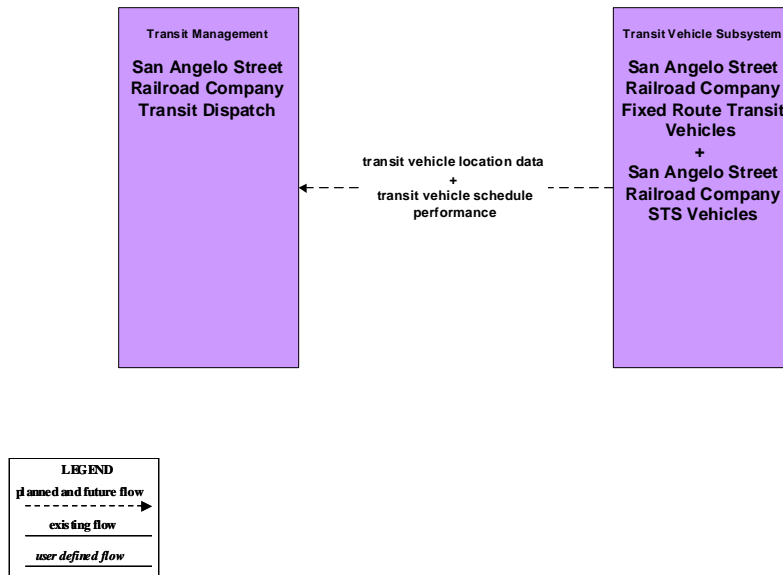 Transit Management
San Angelo Street
Railroad Company
Transit Dispatch
transit vehicle location data
+
transit vehicle schedule
performance
Transit Vehicle Subsystem
San Angelo Street
Railroad Company
Fixed Route Transit
Vehicles
+
San Angelo Street
Railroad Company
STS Vehicles
LEGEND
planned and future flow
existing flow
user defined flow